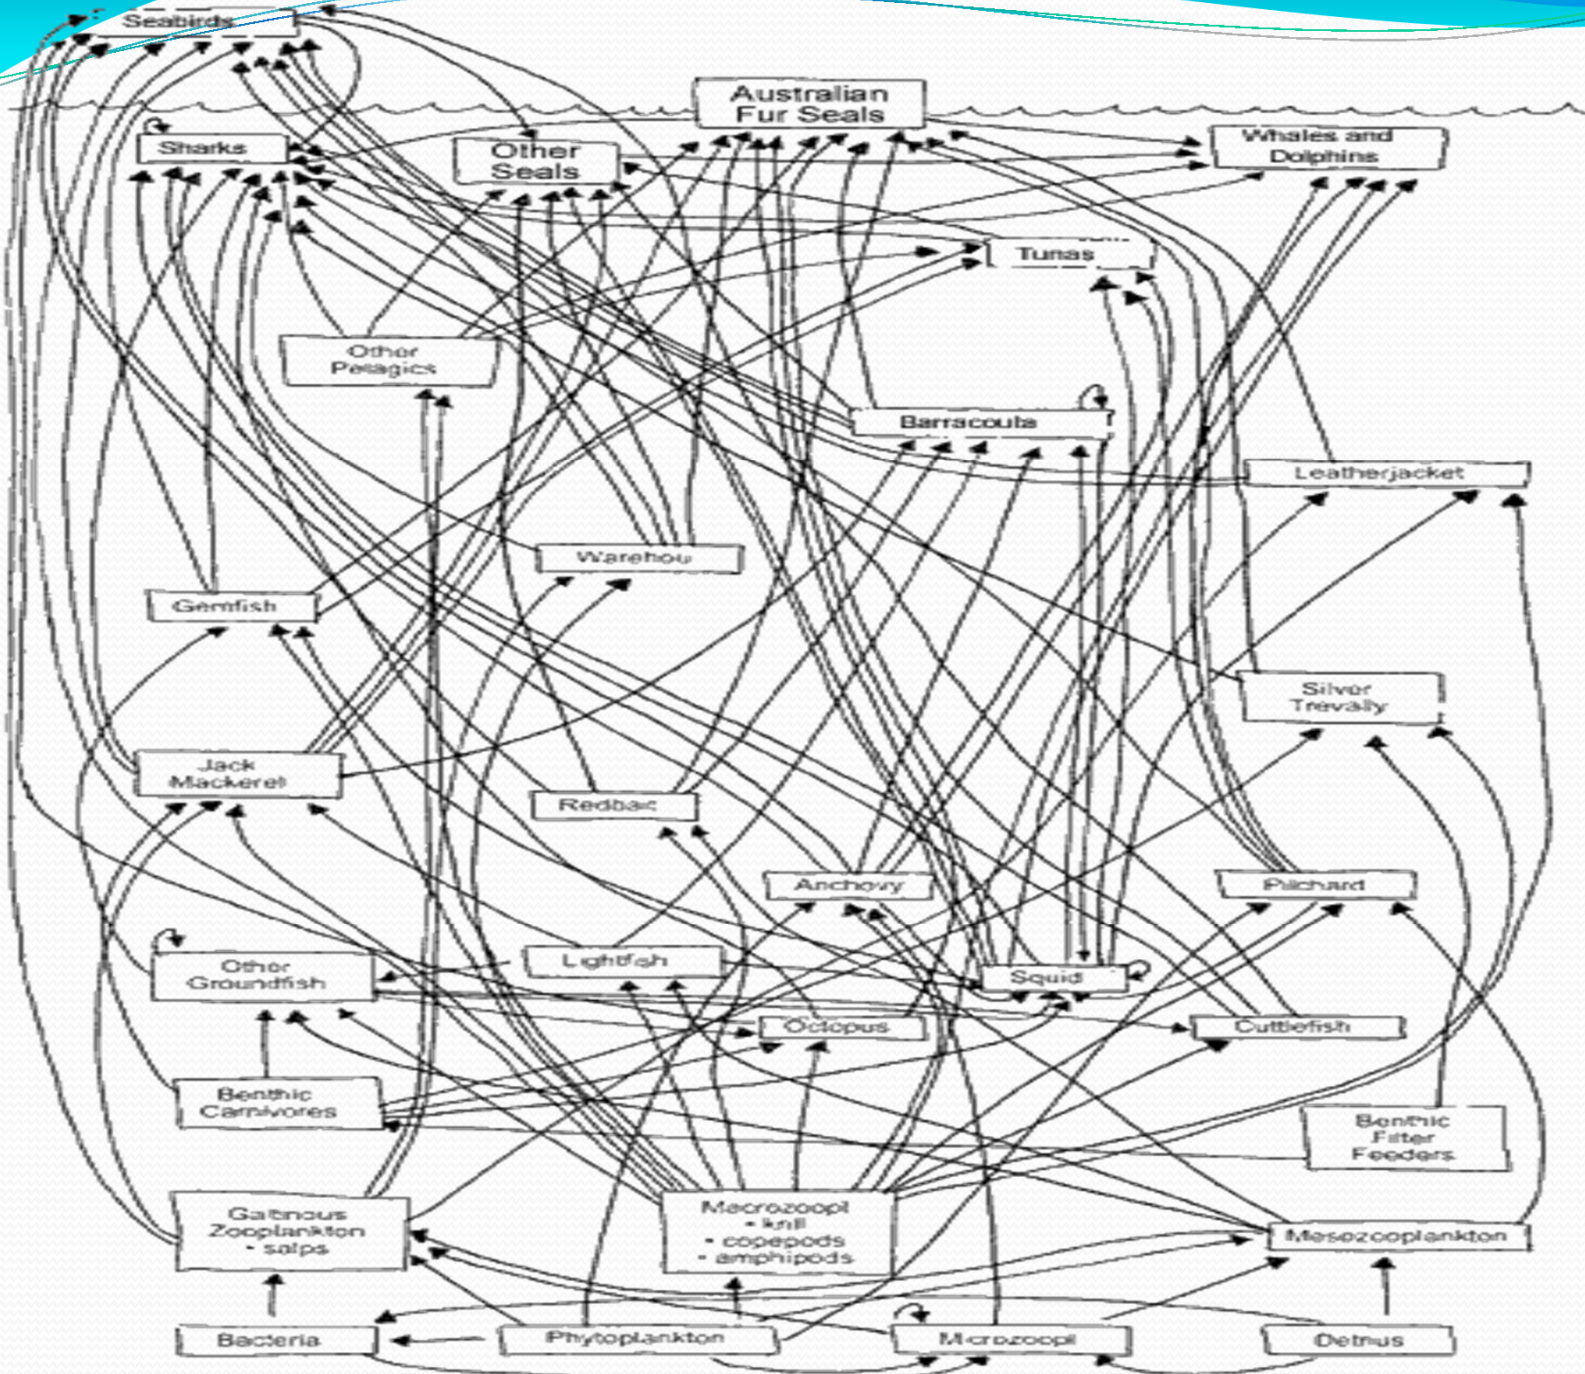 Seabirds
Australian
Fur Seals
Sharks
Other
Seals
Whales and
Dolphins
Tunas
Other
Pelagics
Barracouta
Leatherjacket
Warehou
Gemfish
Silver
Trevally
Jack
Mackerel
Redbait
Anchovy
Pilchard
Other
Groundfish
Lightfish
Squid
Octopus
Cuttlefish
Benthic
Carnivores
Benthic
Filter
Feeders
Gelatinous
Zooplankton
• salps
Macrozoopl
• krill
• copepods
• amphipods
Mesozooplankton
Bacteria
Phytoplankton
Microzoopl
Detritus